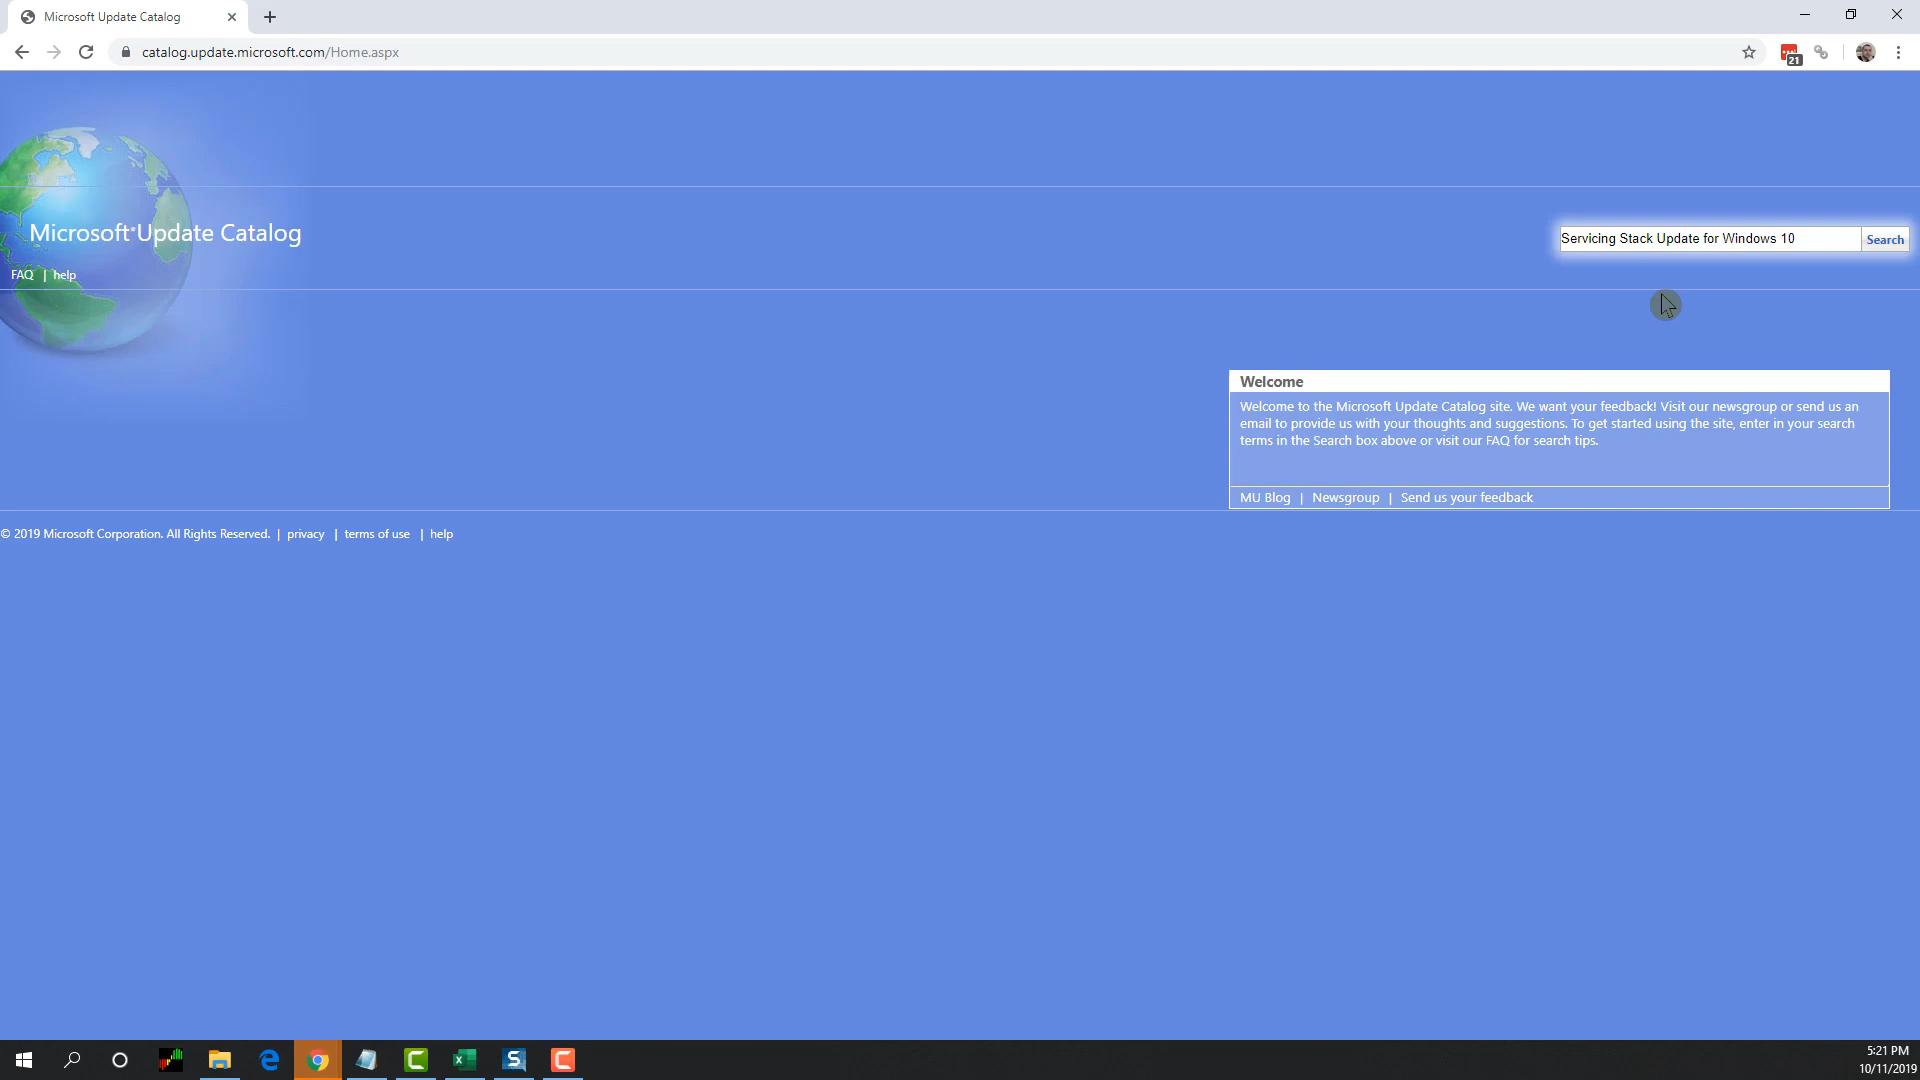 Microsoft Update Catalog
catalog.update.microsoft.com/Home.aspx
21
Microsoft Update Catalog
Servicing Stack Update for Windows 10
Search
FAQ | help
Welcome
Welcome to the Microsoft Update Catalog site. We want your feedback! Visit our newsgroup or send us an
email to provide us with your thoughts and suggestions. To get started using the site, enter in your search
terms in the Search box above or visit our FAQ for search tips.
MU Blog | Newsgroup | Send us your feedback
© 2019 Microsoft Corporation. All Rights Reserved. | privacy | terms of use | help
5:21 PM
10/11/2019